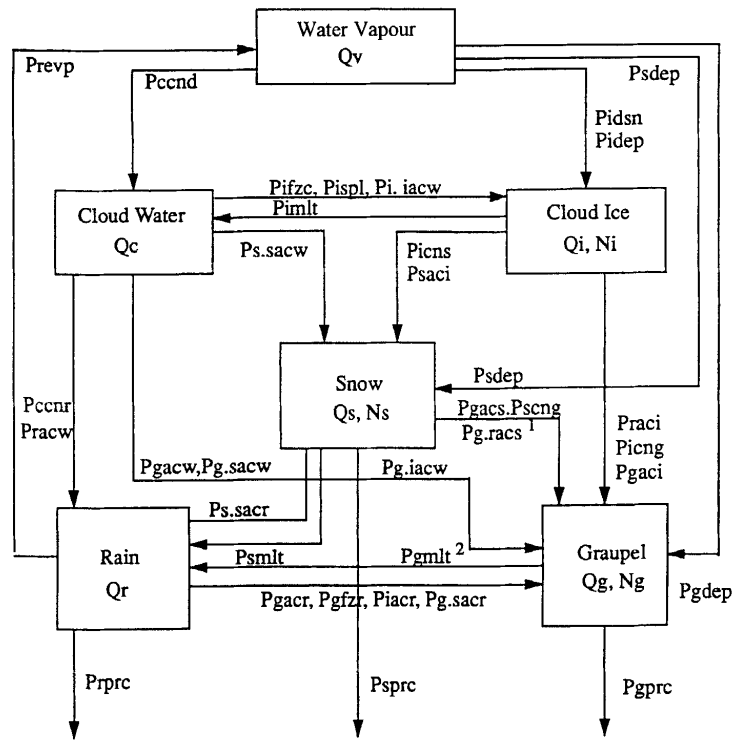 Water Vapour
Qv
Prevp
Pccnd
Psdep
Pidsn
Pidep
Pifzc, Pispl, Pi. iacw
Cloud Water
Qc
Pimlt
Cloud Ice
Qi, Ni
Ps.sacw
Picns
Psaci
Snow
Qs, Ns
Psdep
Pgacs.Pscng
Pg.racs 1
Pccnr
Pracw
Praci
Picng
Pgaci
Pgacw,Pg.sacw
Pg.iacw
Ps.sacr
Rain
Qr
Psmlt
Pgmlt 2
Graupel
Qg, Ng
Pgdep
Pgacr, Pgfzr, Piacr, Pg.sacr
Prprc
Psprc
Pgprc